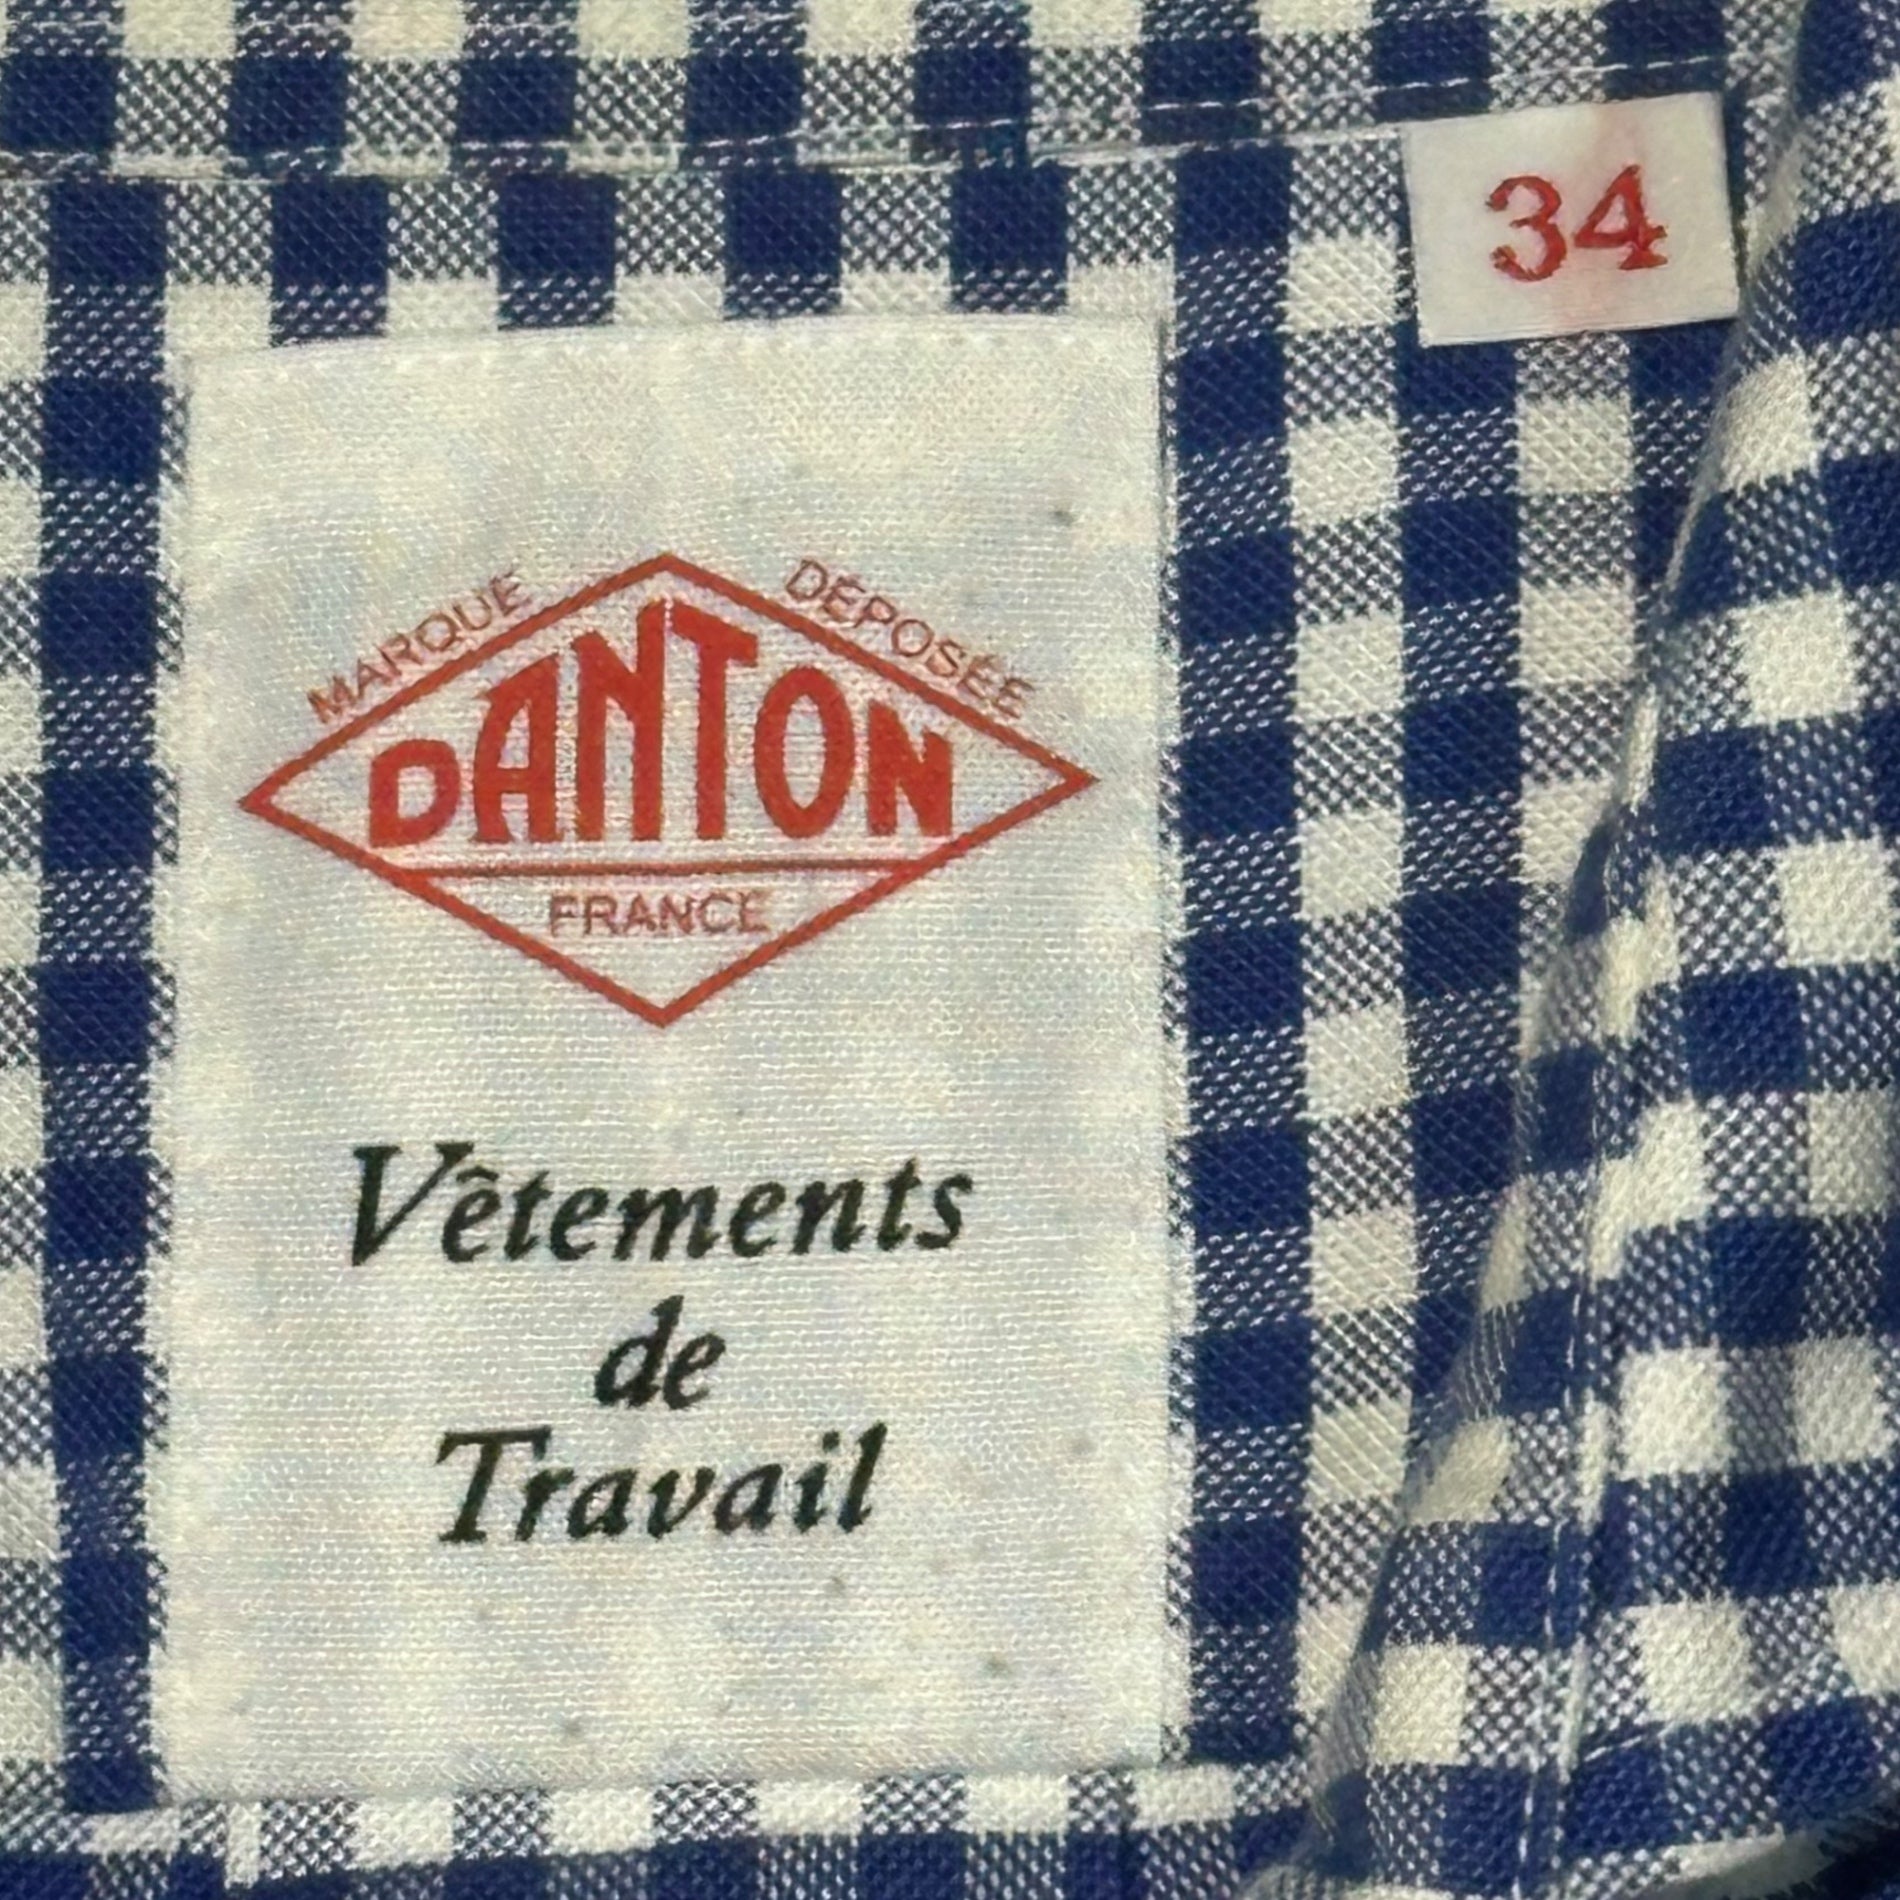 34
MARQUE DÉPOSÉE
DANTON
FRANCE
Vêtements
de
Travail